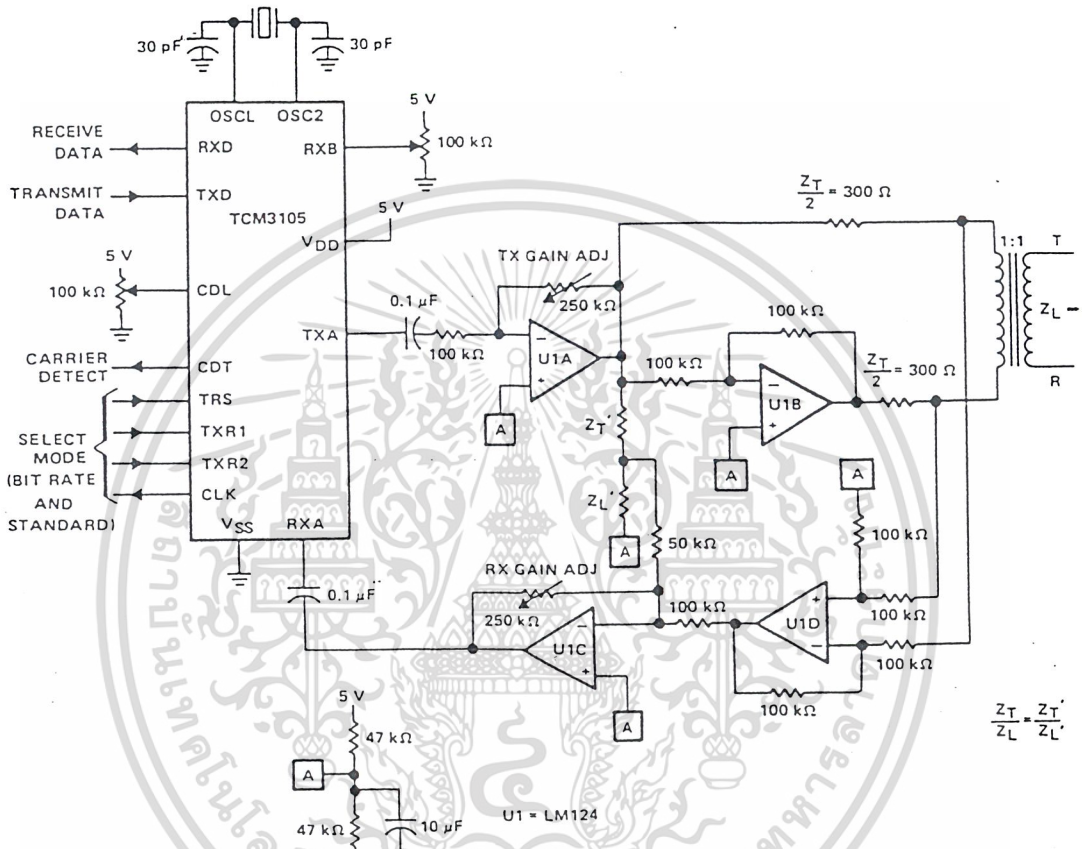 30 pF
30 pF
OSCL
OSC2
5 V
RECEIVE
DATA
RXD
RXB
100 kΩ
TRANSMIT
DATA
TXD
TCM3105
5 V
VDD
5 V
100 kΩ
CDL
TXA
0.1 μF
100 kΩ
TX GAIN ADJ
250 kΩ
U1A
A
ZT/2 = 300 Ω
1:1
T
ZL
R
100 kΩ
100 kΩ
U1B
A
ZT/2 = 300 Ω
CARRIER
DETECT
CDT
TRS
TXR1
TXR2
CLK
SELECT
MODE
(BIT RATE
AND
STANDARD)
VSS
RXA
0.1 μF
ZT'
ZL'
A
50 kΩ
A
100 kΩ
RX GAIN ADJ
250 kΩ
U1C
A
100 kΩ
U1D
100 kΩ
100 kΩ
100 kΩ
ZT/ZL = ZT'/ZL'
5 V
47 kΩ
A
47 kΩ
10 μF
U1 = LM124